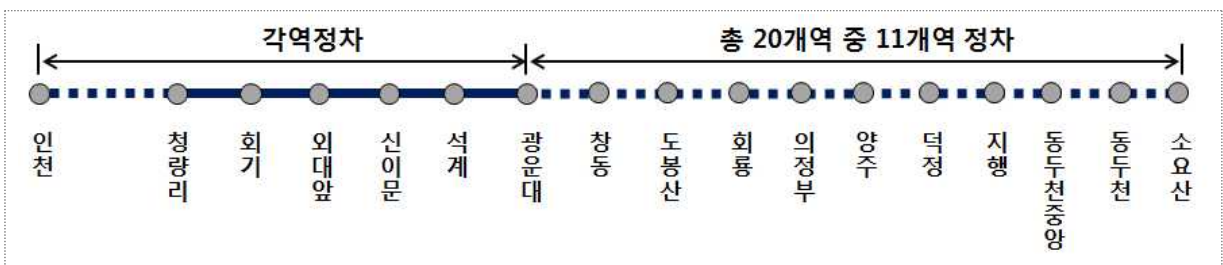 각역정차
총 20개역 중 11개역 정차
인천
청량리
회기
외대앞
신이문
석계
광운대
창동
도봉산
회룡
의정부
양주
덕정
지행
동두천중앙
동두천
소요산